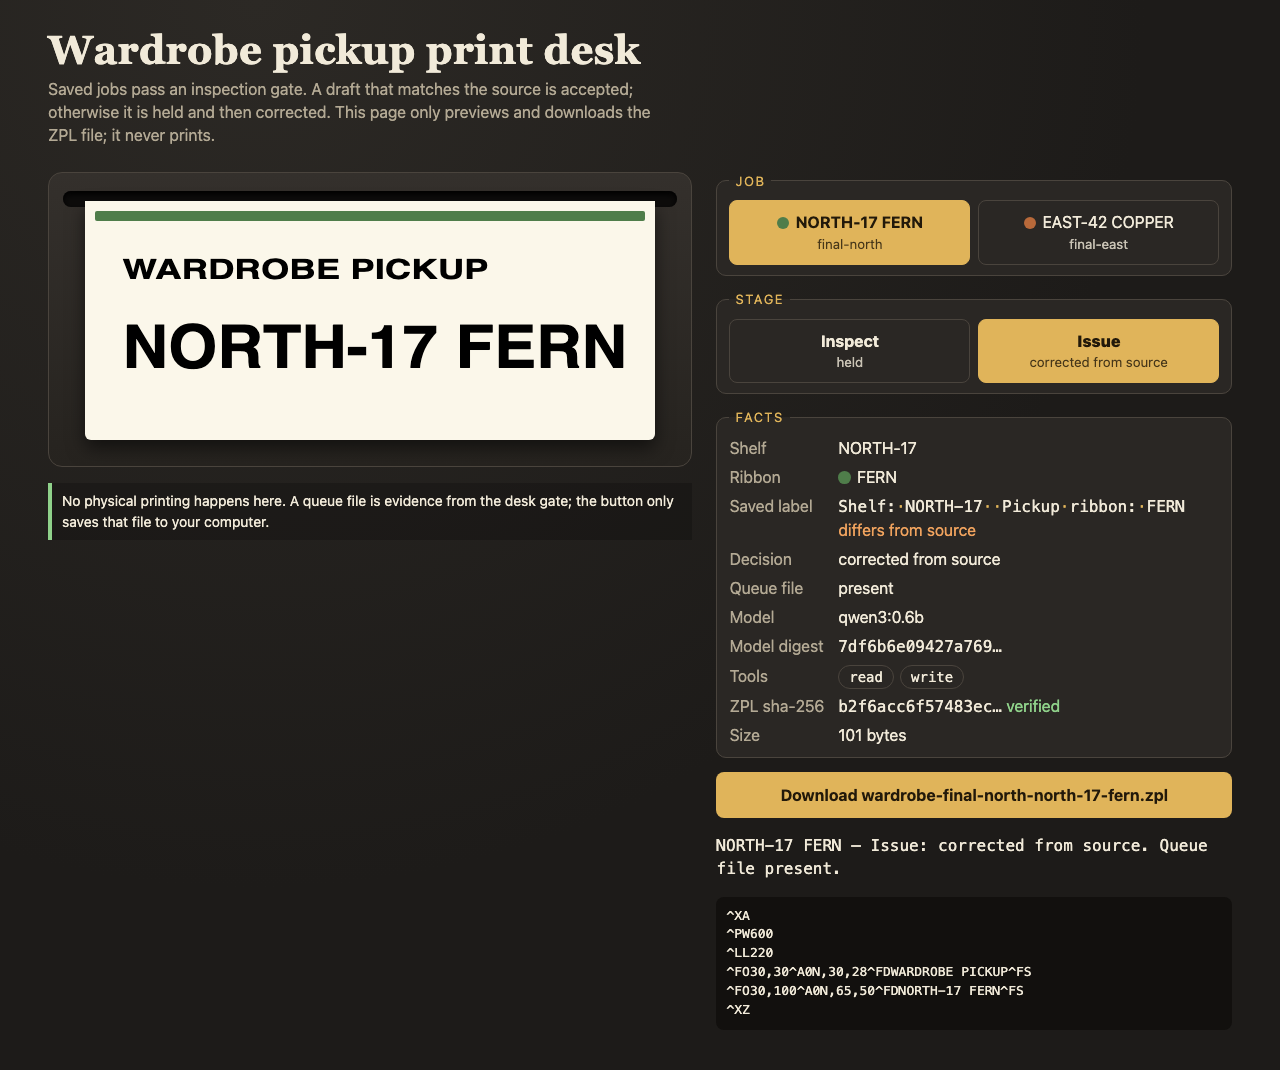 Wardrobe pickup print desk
Saved jobs pass an inspection gate. A draft that matches the source is accepted;
otherwise it is held and then corrected. This page only previews and downloads the
ZPL file; it never prints.
WARDROBE PICKUP
NORTH-17 FERN
No physical printing happens here. A queue file is evidence from the desk gate; the button only
saves that file to your computer.
JOB
NORTH-17 FERN
final-north
EAST-42 COPPER
final-east
STAGE
Inspect
held
Issue
corrected from source
FACTS
Shelf NORTH-17
Ribbon FERN
Saved label Shelf:·NORTH-17··Pickup·ribbon:·FERN
differs from source
Decision corrected from source
Queue file present
Model qwen3:0.6b
Model digest 7df6b6e09427a769…
Tools read write
ZPL sha-256 b2f6acc6f57483ec… verified
Size 101 bytes
Download wardrobe-final-north-north-17-fern.zpl
NORTH-17 FERN — Issue: corrected from source. Queue
file present.
^XA
^PW600
^LL220
^FO30,30^A0N,30,28^FDWARDROBE PICKUP^FS
^FO30,100^A0N,65,50^FDNORTH-17 FERN^FS
^XZ